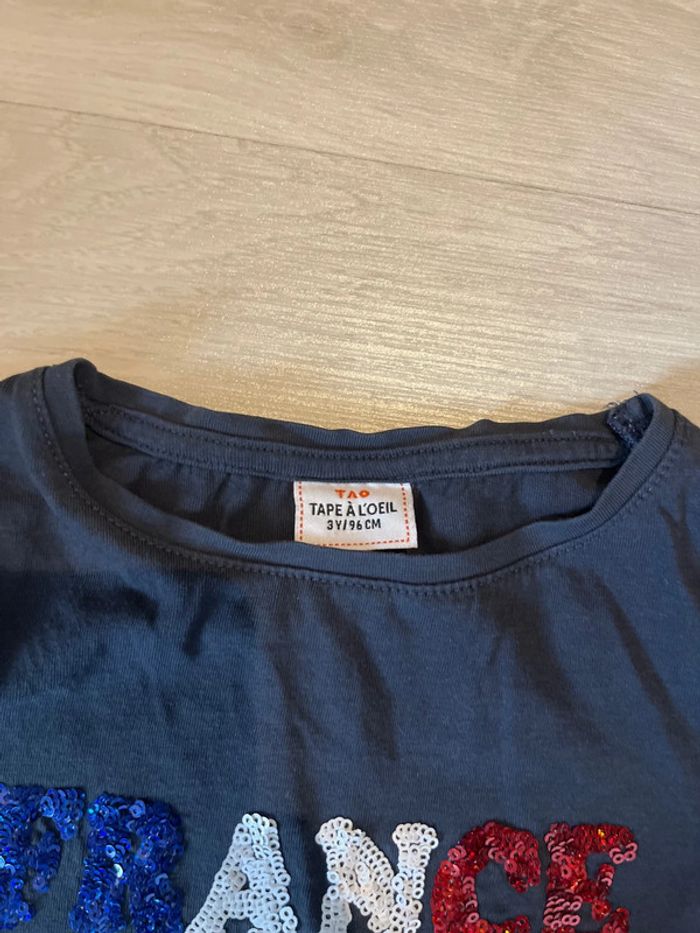 TAO
TAPE À L'OEIL
3Y/96CM
FRANCE